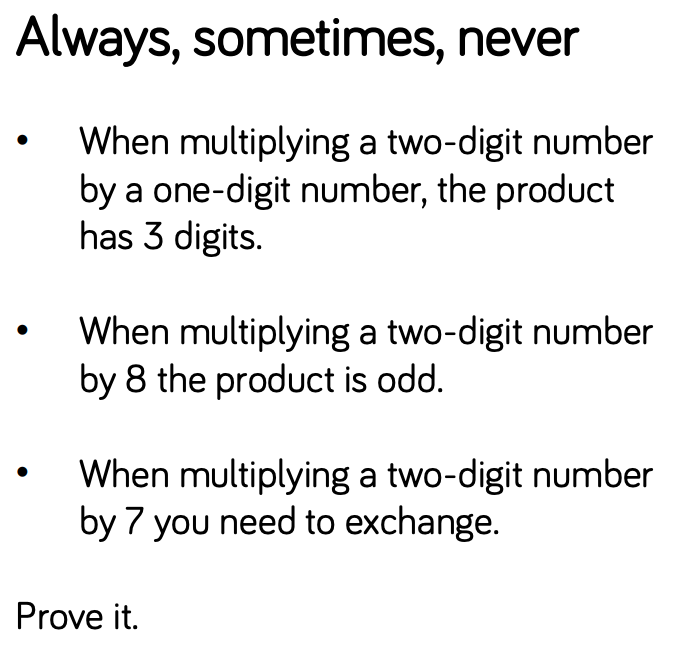 Always, sometimes, never
• When multiplying a two-digit number
by a one-digit number, the product
has 3 digits.
• When multiplying a two-digit number
by 8 the product is odd.
• When multiplying a two-digit number
by 7 you need to exchange.
Prove it.